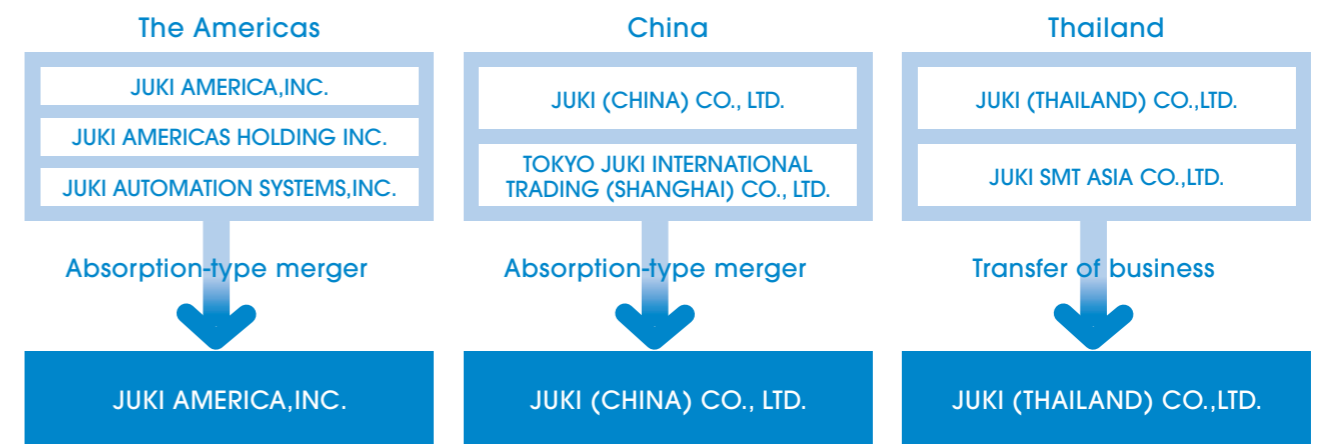 The Americas
JUKI AMERICA,INC.
JUKI AMERICAS HOLDING INC.
JUKI AUTOMATION SYSTEMS,INC.
Absorption-type merger
JUKI AMERICA,INC.
China
JUKI (CHINA) CO., LTD.
TOKYO JUKI INTERNATIONAL
TRADING (SHANGHAI) CO., LTD.
Absorption-type merger
JUKI (CHINA) CO., LTD.
Thailand
JUKI (THAILAND) CO.,LTD.
JUKI SMT ASIA CO.,LTD.
Transfer of business
JUKI (THAILAND) CO.,LTD.